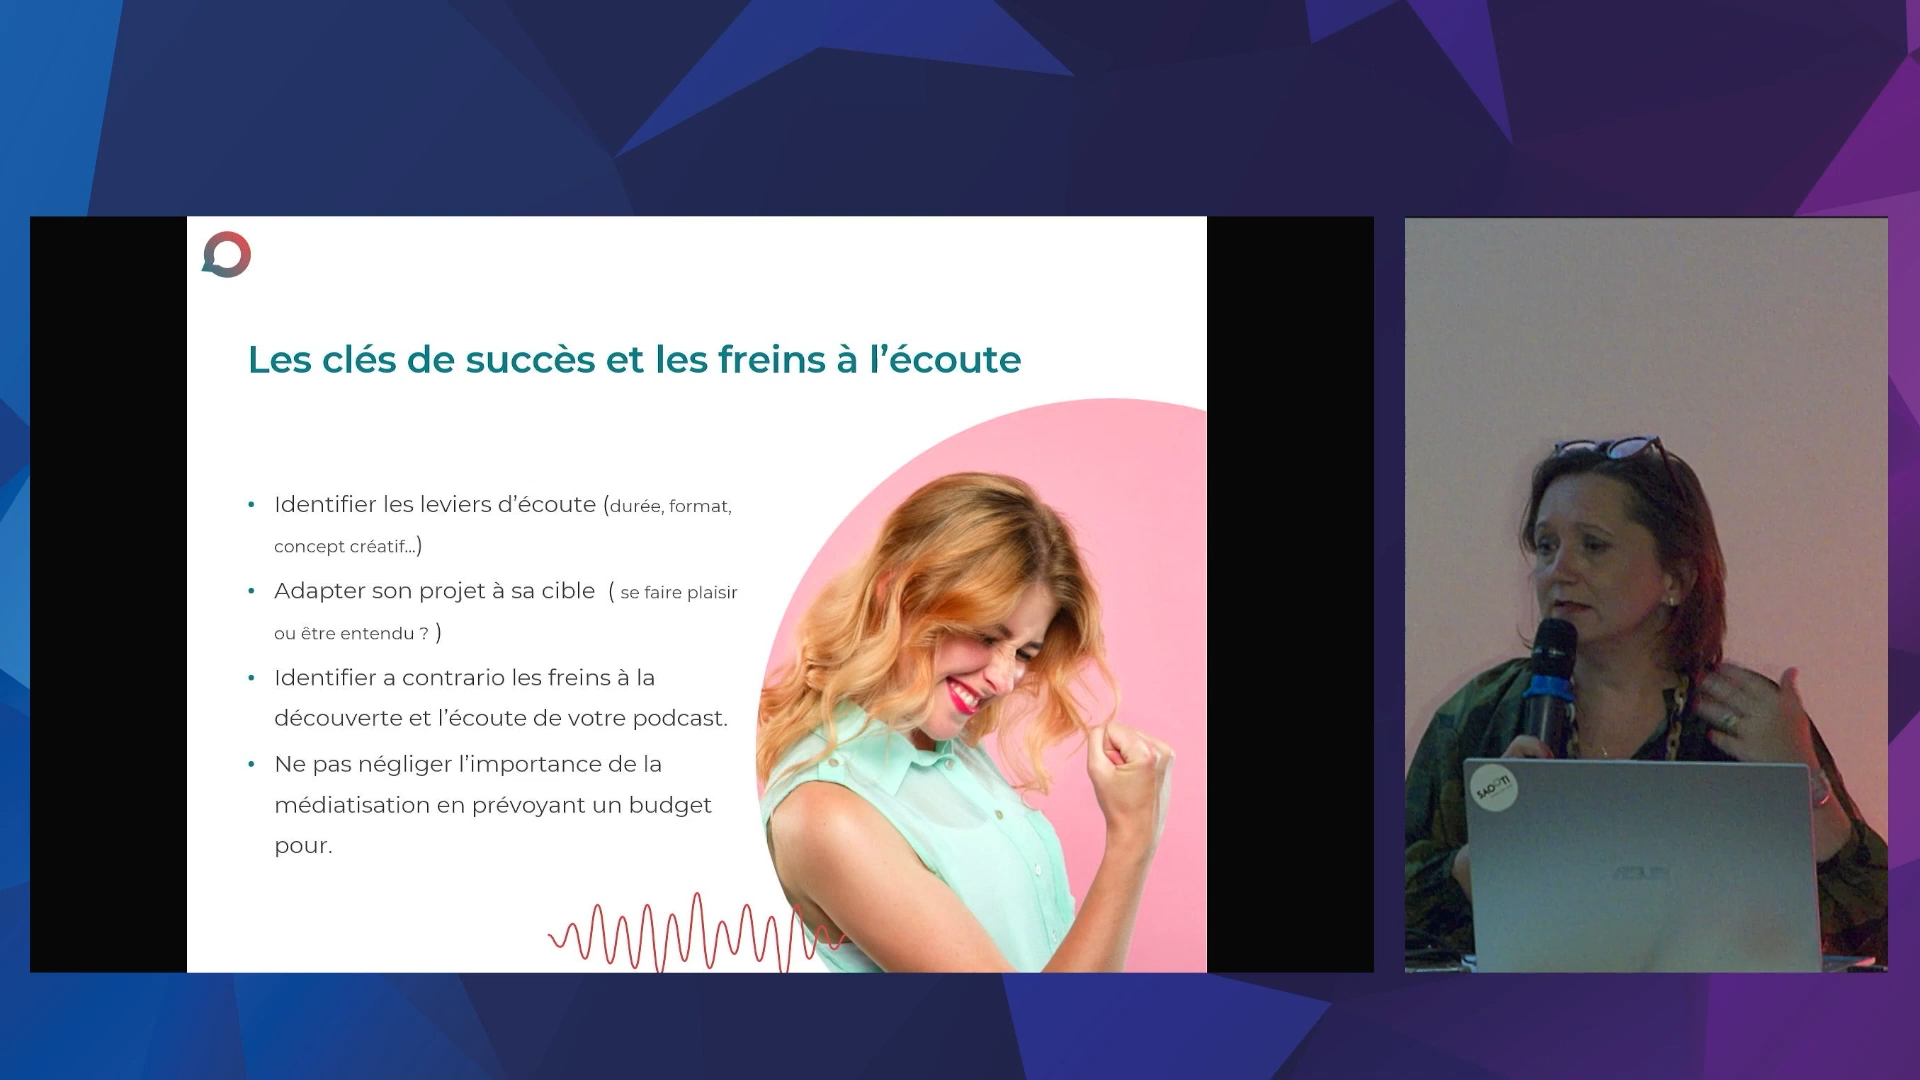 Les clés de succès et les freins à l’écoute
• Identifier les leviers d’écoute (durée, format,
concept créatif...)
• Adapter son projet à sa cible ( se faire plaisir
ou être entendu ? )
• Identifier a contrario les freins à la
découverte et l’écoute de votre podcast.
• Ne pas négliger l’importance de la
médiatisation en prévoyant un budget
pour.
SAOOTI
ASUS